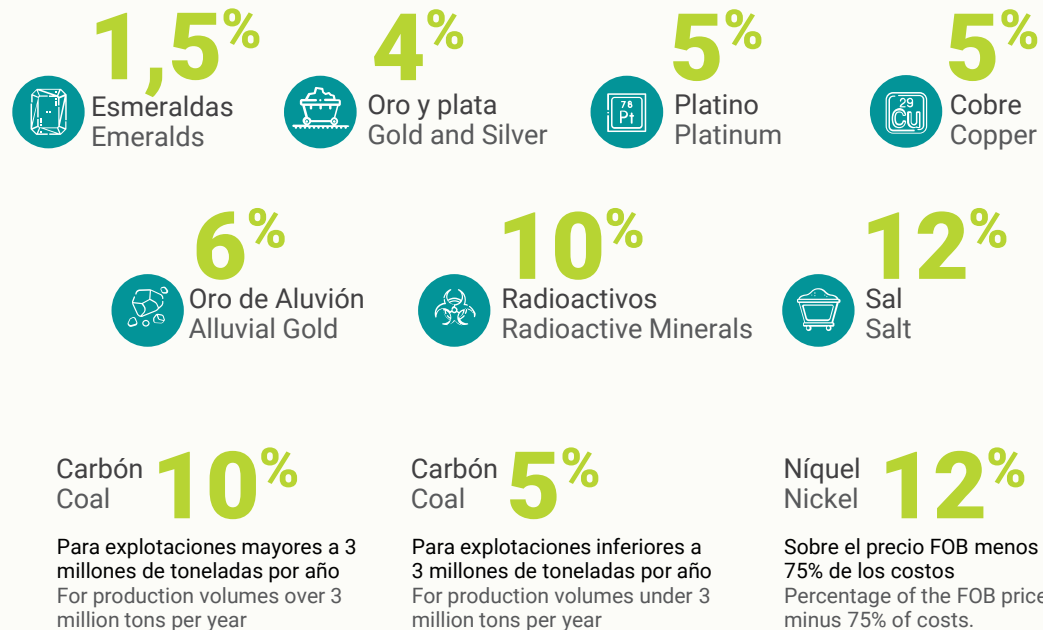 1,5%
Esmeraldas
Emeralds
4%
Oro y plata
Gold and Silver
5%
78
Pt
Platino
Platinum
5%
29
Cu
Cobre
Copper
6%
Oro de Aluvión
Alluvial Gold
10%
Radioactivos
Radioactive Minerals
12%
Sal
Salt
Carbón
Coal
10%
Para explotaciones mayores a 3
millones de toneladas por año
For production volumes over 3
million tons per year
Carbón
Coal
5%
Para explotaciones inferiores a
3 millones de toneladas por año
For production volumes under 3
million tons per year
Níquel
Nickel
12%
Sobre el precio FOB menos
75% de los costos
Percentage of the FOB price
minus 75% of costs.